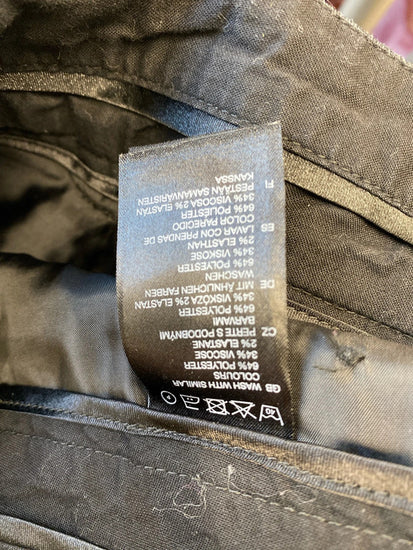 GB WASH WITH SIMILAR
COLOURS
64% POLYESTER
34% VISCOSE
2% ELASTANE
CZ PERTE S PODOBNÝMI
BARVAMI
64% POLYESTER
34% VISKÓZA 2% ELASTAN
DE MIT ÄHNLICHEN FARBEN
WASCHEN
64% POLYESTER
34% VISKOSE
2% ELASTHAN
ES LAVAR CON PRENDAS DE
COLOR PARECIDO
64% POLIÉSTER
34% VISCOSA 2% ELASTÁN
FI PESTÄÄN SAMANVÄRISTEN
KANSSA